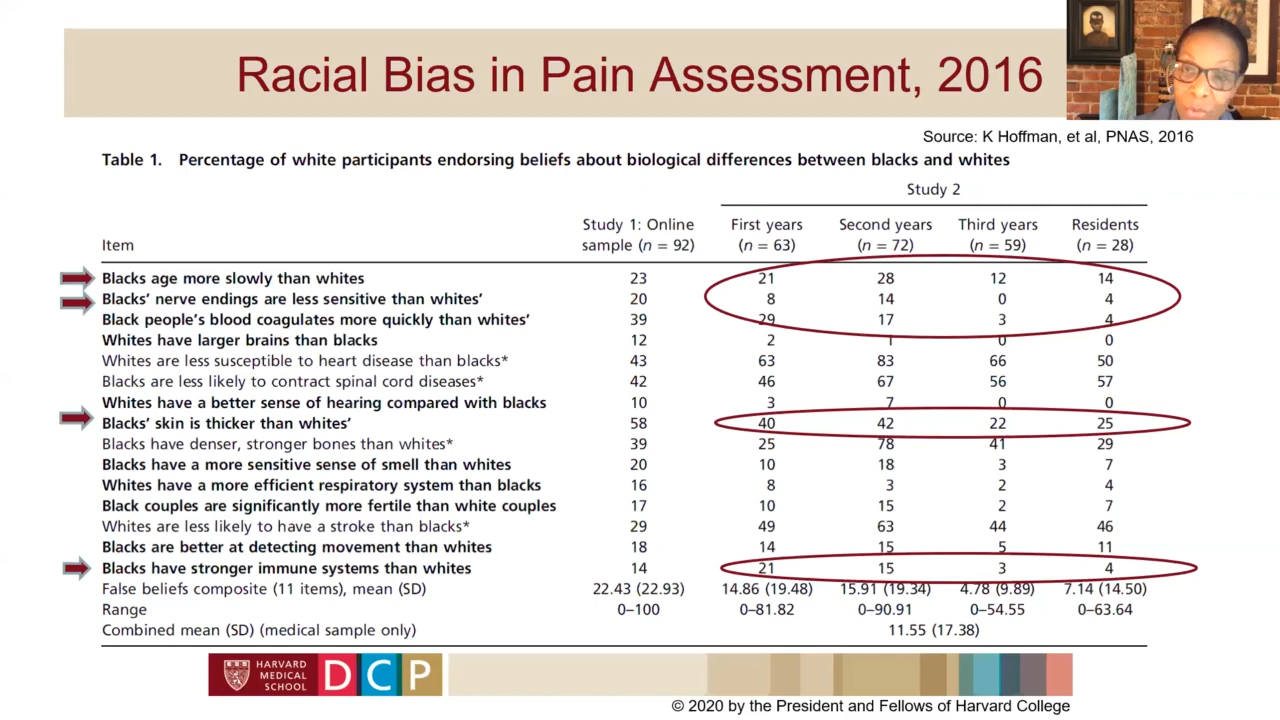 Racial Bias in Pain Assessment, 2016
Source: K Hoffman, et al, PNAS, 2016
Table 1. Percentage of white participants endorsing beliefs about biological differences between blacks and whites
Study 2
Study 1: Online First years Second years Third years Residents
Item sample (n = 92) (n = 63) (n = 72) (n = 59) (n = 28)
Blacks age more slowly than whites 23 21 28 12 14
Blacks' nerve endings are less sensitive than whites' 20 8 14 0 4
Black people's blood coagulates more quickly than whites' 39 29 17 3 4
Whites have larger brains than blacks 12 2 1 0 0
Whites are less susceptible to heart disease than blacks* 43 63 83 66 50
Blacks are less likely to contract spinal cord diseases* 42 46 67 56 57
Whites have a better sense of hearing compared with blacks 10 3 7 0 0
Blacks' skin is thicker than whites' 58 40 42 22 25
Blacks have denser, stronger bones than whites* 39 25 78 41 29
Blacks have a more sensitive sense of smell than whites 20 10 18 3 7
Whites have a more efficient respiratory system than blacks 16 8 3 2 4
Black couples are significantly more fertile than white couples 17 10 15 2 7
Whites are less likely to have a stroke than blacks* 29 49 63 44 46
Blacks are better at detecting movement than whites 18 14 15 5 11
Blacks have stronger immune systems than whites 14 21 15 3 4
False beliefs composite (11 items), mean (SD) 22.43 (22.93) 14.86 (19.48) 15.91 (19.34) 4.78 (9.89) 7.14 (14.50)
Range 0–100 0–81.82 0–90.91 0–54.55 0–63.64
Combined mean (SD) (medical sample only) 11.55 (17.38)
HARVARD
MEDICAL
SCHOOL
D C P
© 2020 by the President and Fellows of Harvard College